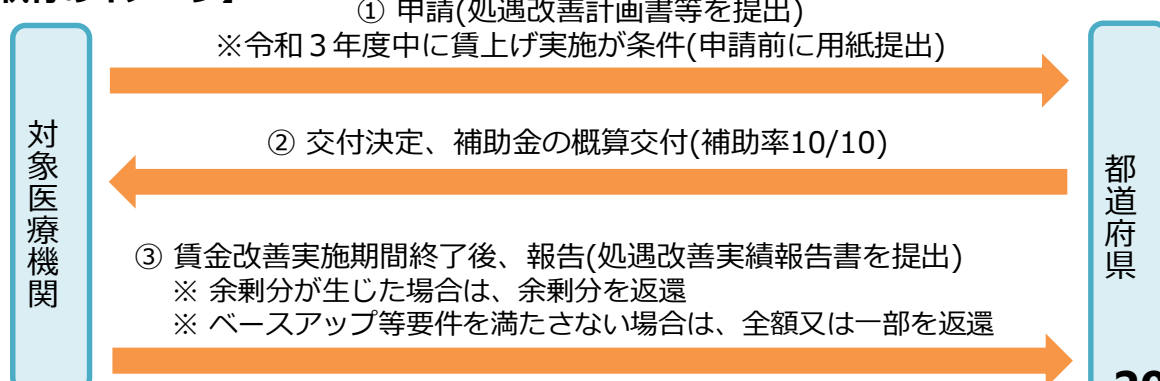 ① 申請(処遇改善計画書等を提出)
※令和３年度中に賃上げ実施が条件(申請前に用紙提出)
対象医療機関
② 交付決定、補助金の概算交付(補助率10/10)
都道府県
③ 賃金改善実施期間終了後、報告(処遇改善実績報告書を提出)
※ 余剰分が生じた場合は、余剰分を返還
※ ベースアップ等要件を満たさない場合は、全額又は一部を返還